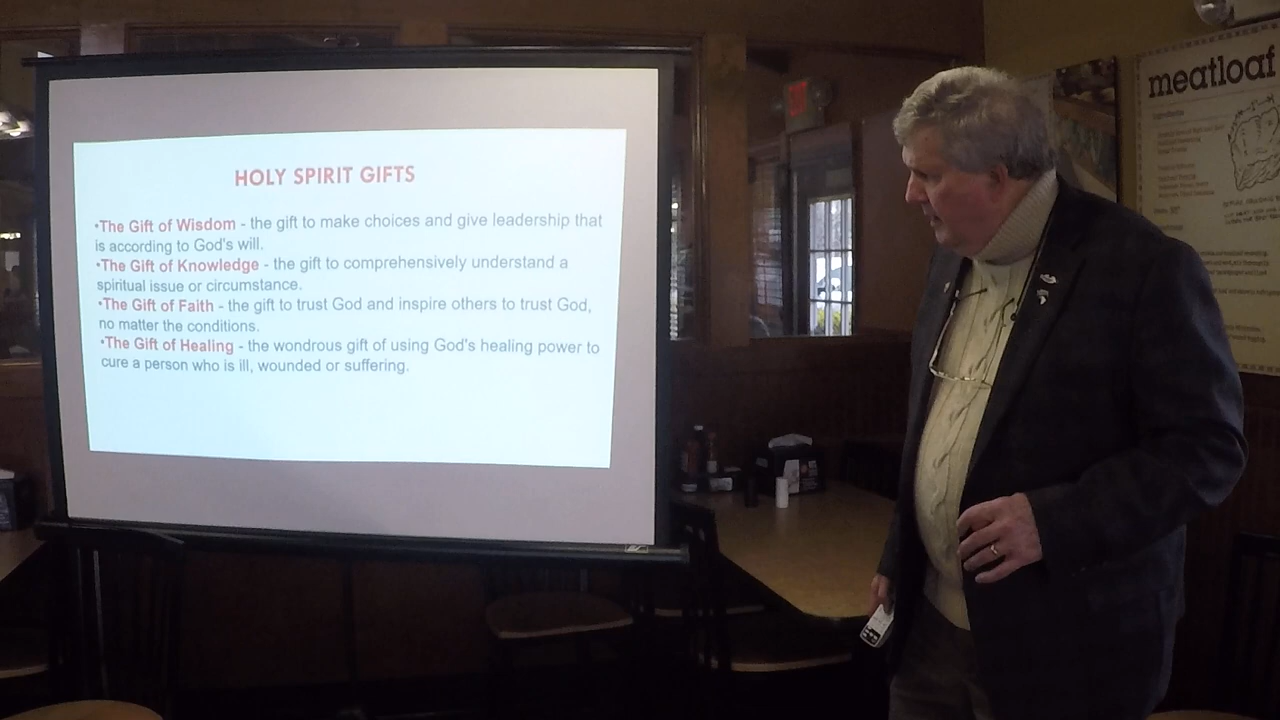 HOLY SPIRIT GIFTS
•The Gift of Wisdom - the gift to make choices and give leadership that
is according to God's will.
•The Gift of Knowledge - the gift to comprehensively understand a
spiritual issue or circumstance.
•The Gift of Faith - the gift to trust God and inspire others to trust God,
no matter the conditions.
•The Gift of Healing - the wondrous gift of using God's healing power to
cure a person who is ill, wounded or suffering.
meatloaf